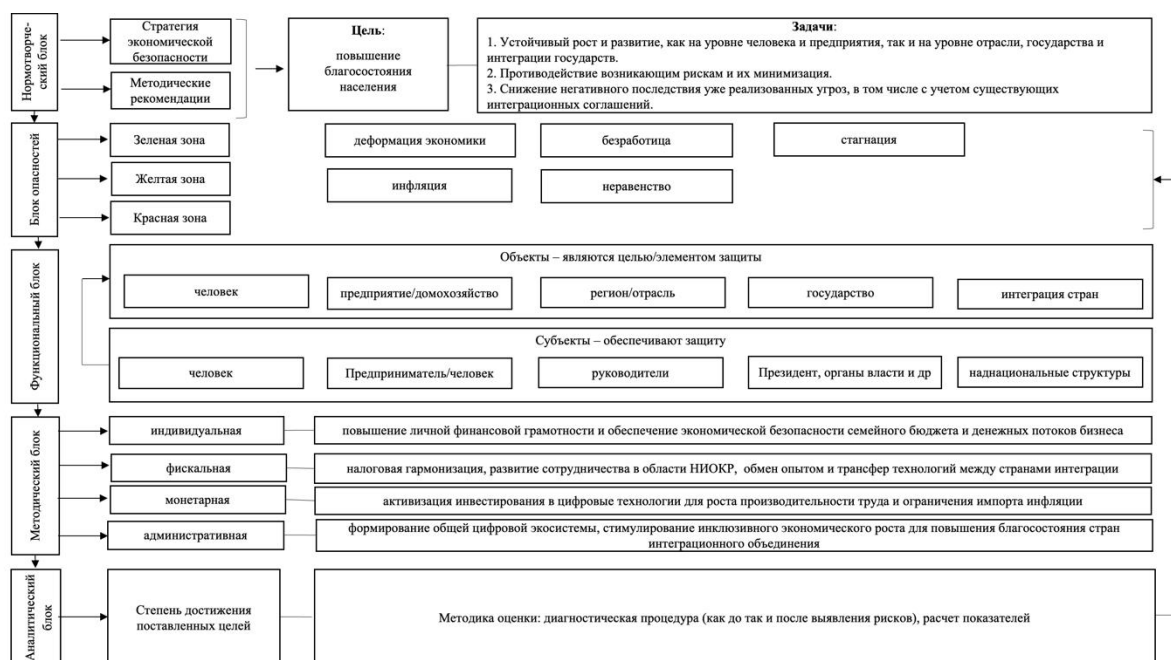 Нормотворче-
ский блок
Стратегия
экономической
безопасности
Методические
рекомендации
Цель:
повышение
благосостояния
населения
Задачи:
1. Устойчивый рост и развитие, как на уровне человека и предприятия, так и на уровне отрасли, государства и
интеграции государств.
2. Противодействие возникающим рискам и их минимизация.
3. Снижение негативного последствия уже реализованных угроз, в том числе с учетом существующих
интеграционных соглашений.
Блок опасностей
Зеленая зона
Желтая зона
Красная зона
деформация экономики
безработица
стагнация
инфляция
неравенство
Функциональный блок
Объекты – являются целью/элементом защиты
человек
предприятие/домохозяйство
регион/отрасль
государство
интеграция стран
Субъекты – обеспечивают защиту
человек
Предприниматель/человек
руководители
Президент, органы власти и др
наднациональные структуры
Методический блок
индивидуальная
повышение личной финансовой грамотности и обеспечение экономической безопасности семейного бюджета и денежных потоков бизнеса
фискальная
налоговая гармонизация, развитие сотрудничества в области НИОКР, обмен опытом и трансфер технологий между странами интеграции
монетарная
активизация инвестирования в цифровые технологии для роста производительности труда и ограничения импорта инфляции
административная
формирование общей цифровой экосистемы, стимулирование инклюзивного экономического роста для повышения благосостояния стран
интеграционного объединения
Аналитический
блок
Степень достижения
поставленных целей
Методика оценки: диагностическая процедура (как до так и после выявления рисков), расчет показателей